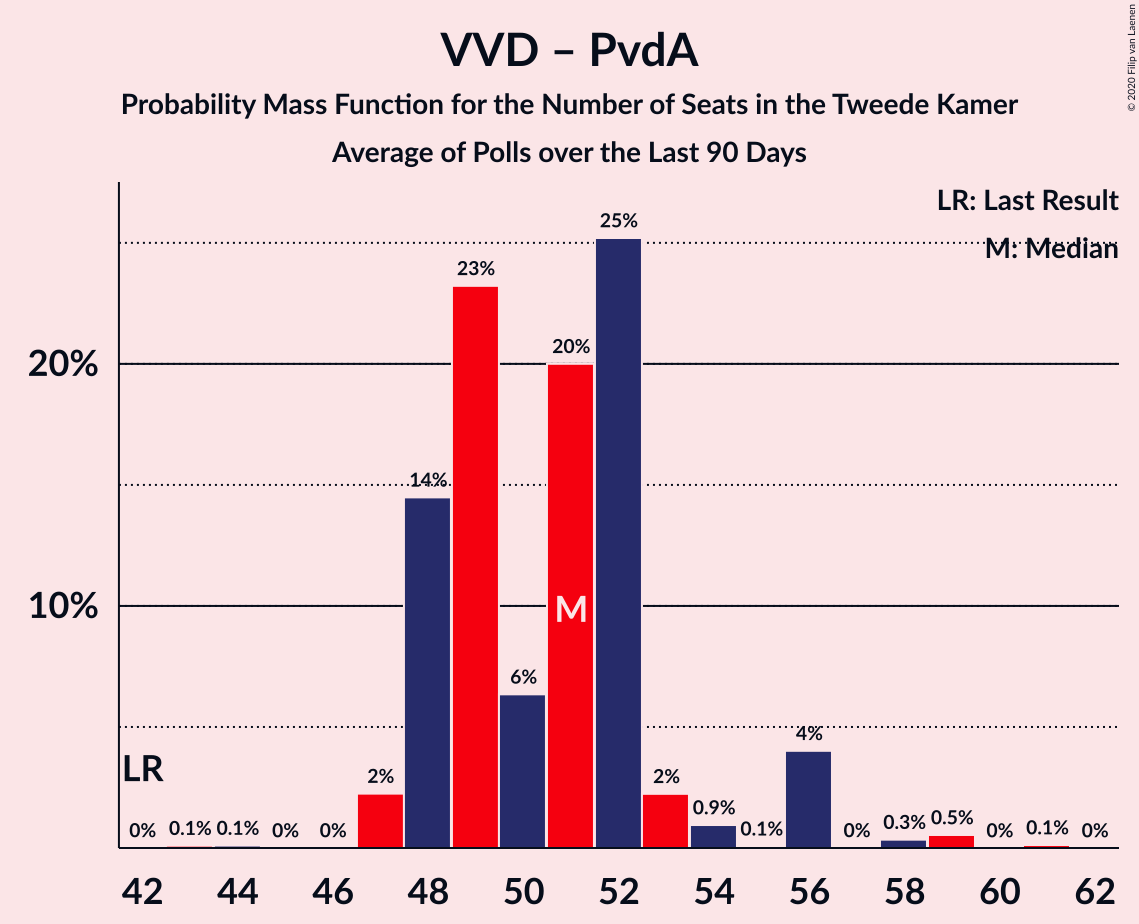 VVD – PvdA
Probability Mass Function for the Number of Seats in the Tweede Kamer
Average of Polls over the Last 90 Days
© 2020 Filip van Laenen
LR: Last Result
M: Median
25%
23%
20%
20%
14%
10%
M
6%
4%
LR
2%
2%
0.9%
0% 0.1% 0.1% 0% 0% 0.1% 0% 0.3% 0.5% 0% 0.1% 0%
42 44 46 48 50 52 54 56 58 60 62